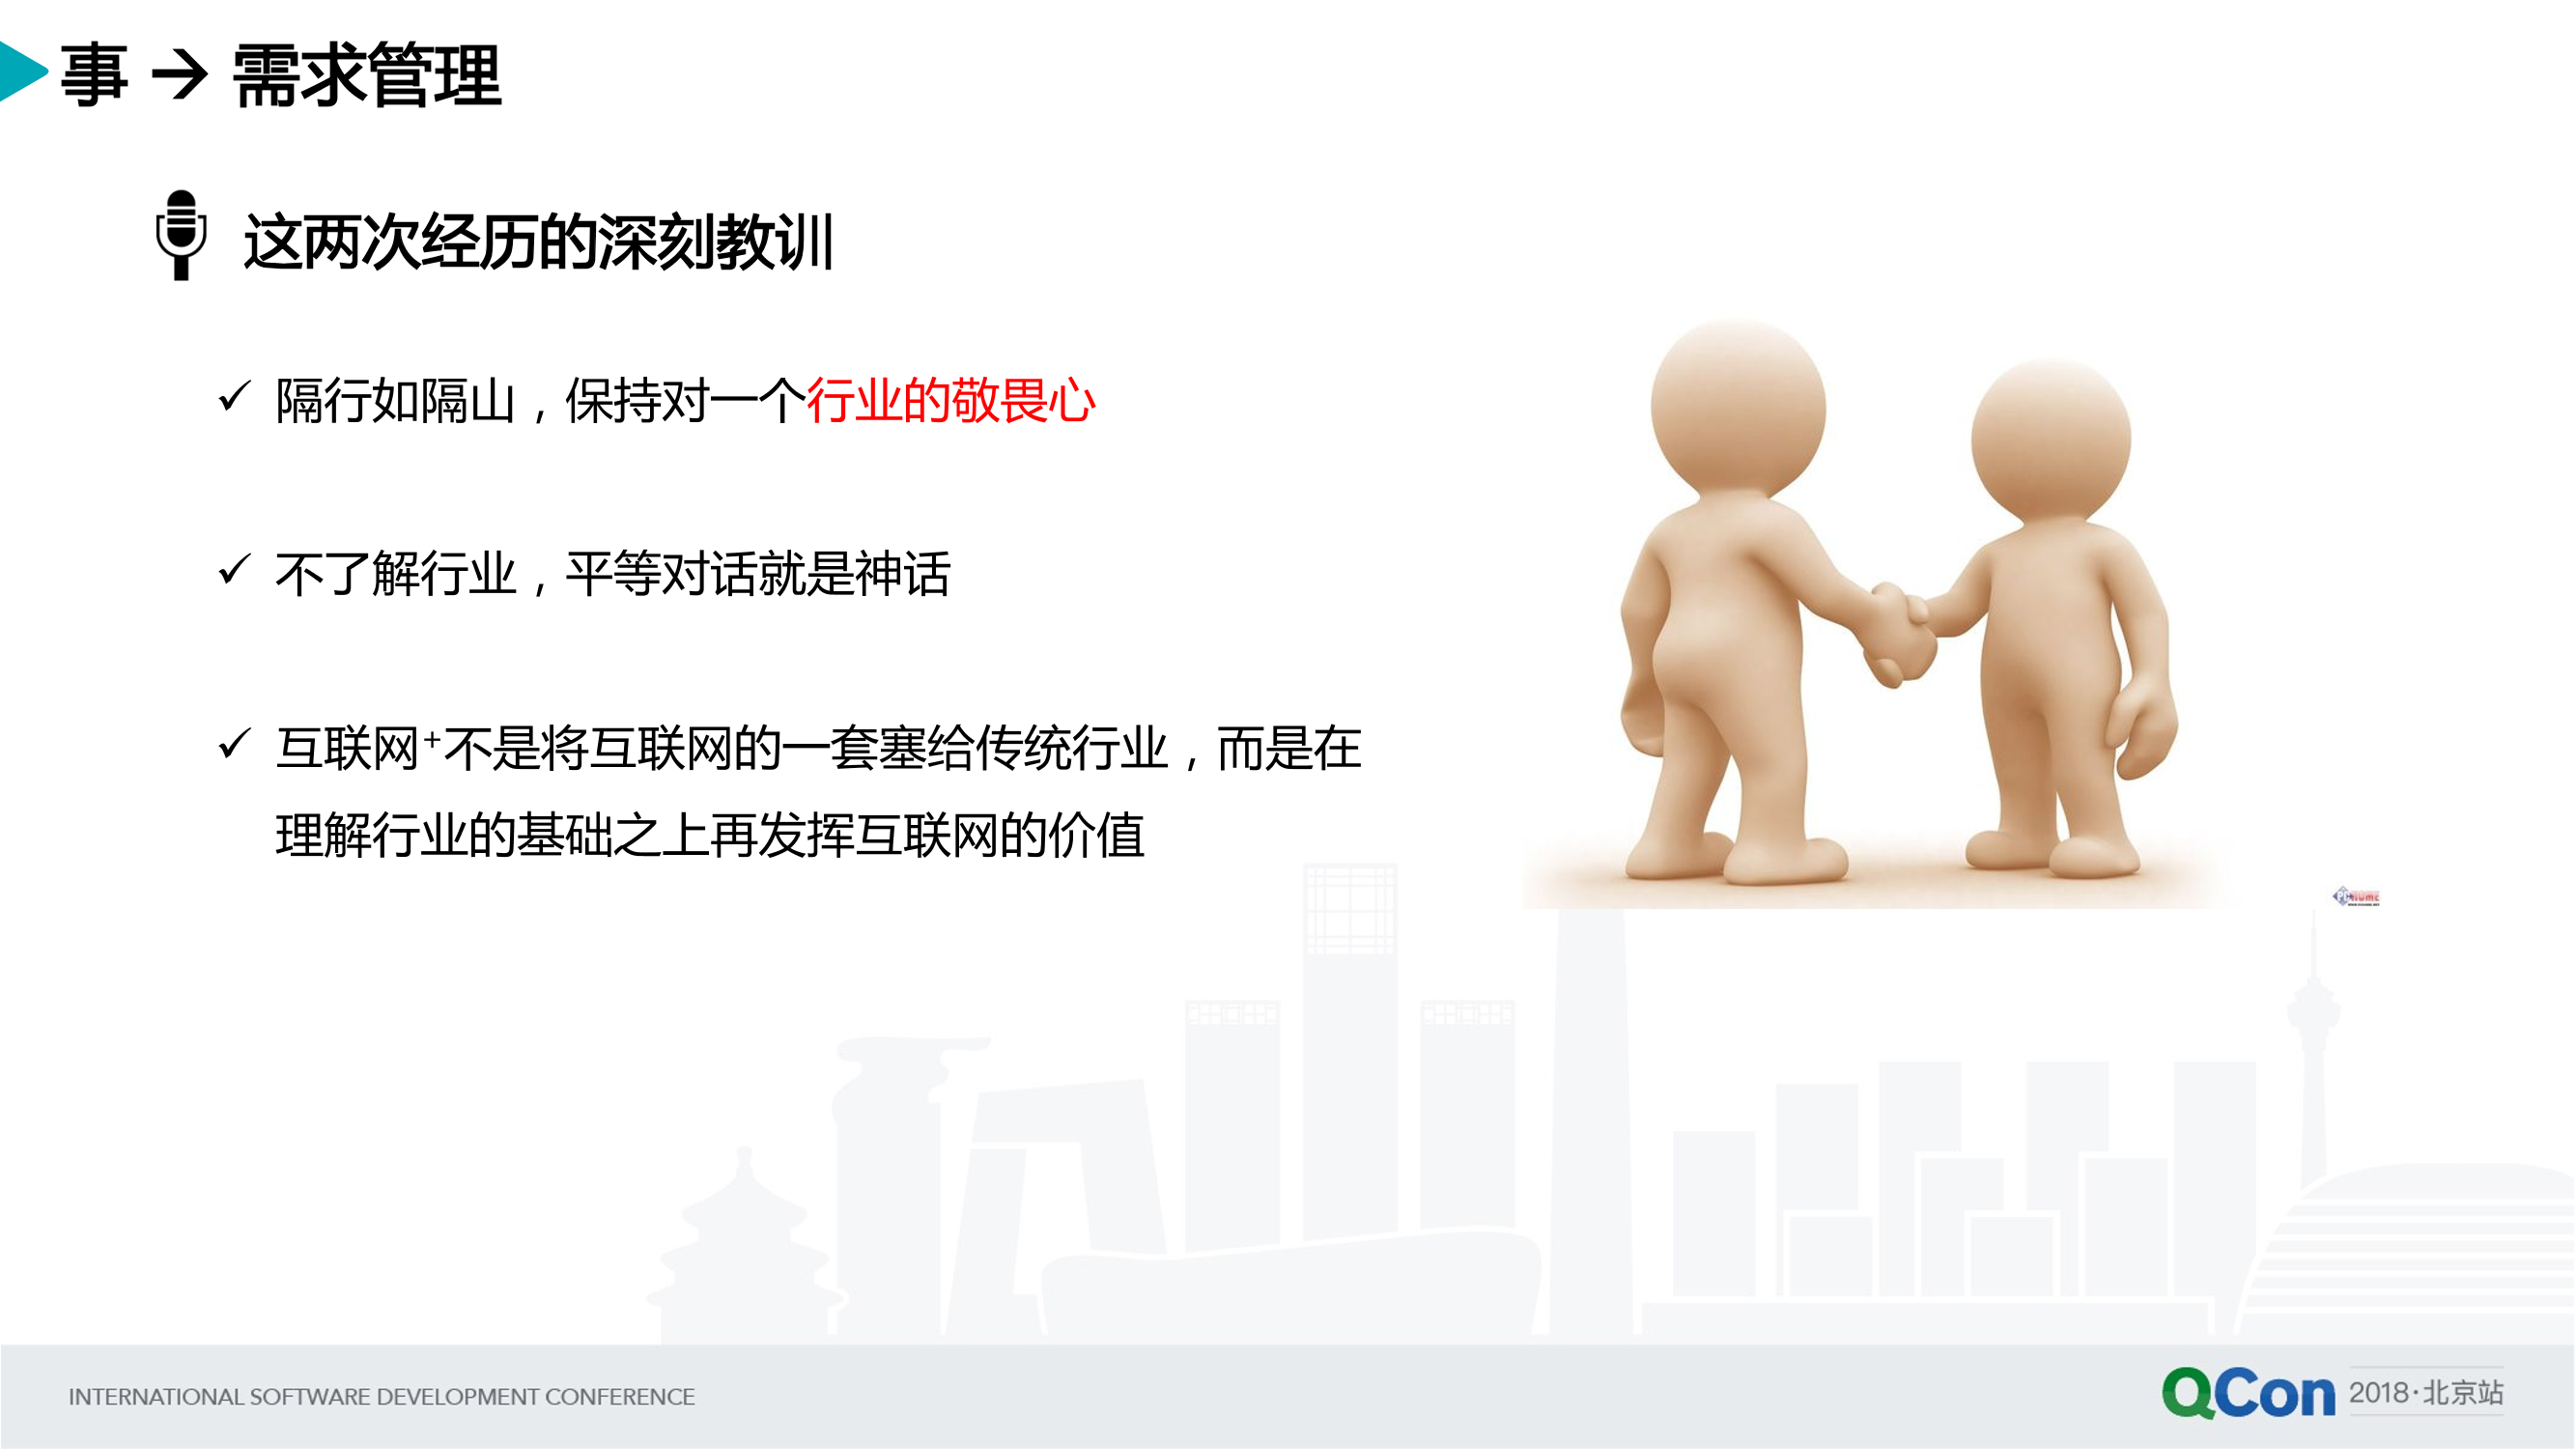 事 → 需求管理
这两次经历的深刻教训
✓ 隔行如隔山，保持对一个行业的敬畏心
✓ 不了解行业，平等对话就是神话
✓ 互联网+不是将互联网的一套塞给传统行业，而是在
理解行业的基础之上再发挥互联网的价值
INTERNATIONAL SOFTWARE DEVELOPMENT CONFERENCE
QCon 2018·北京站